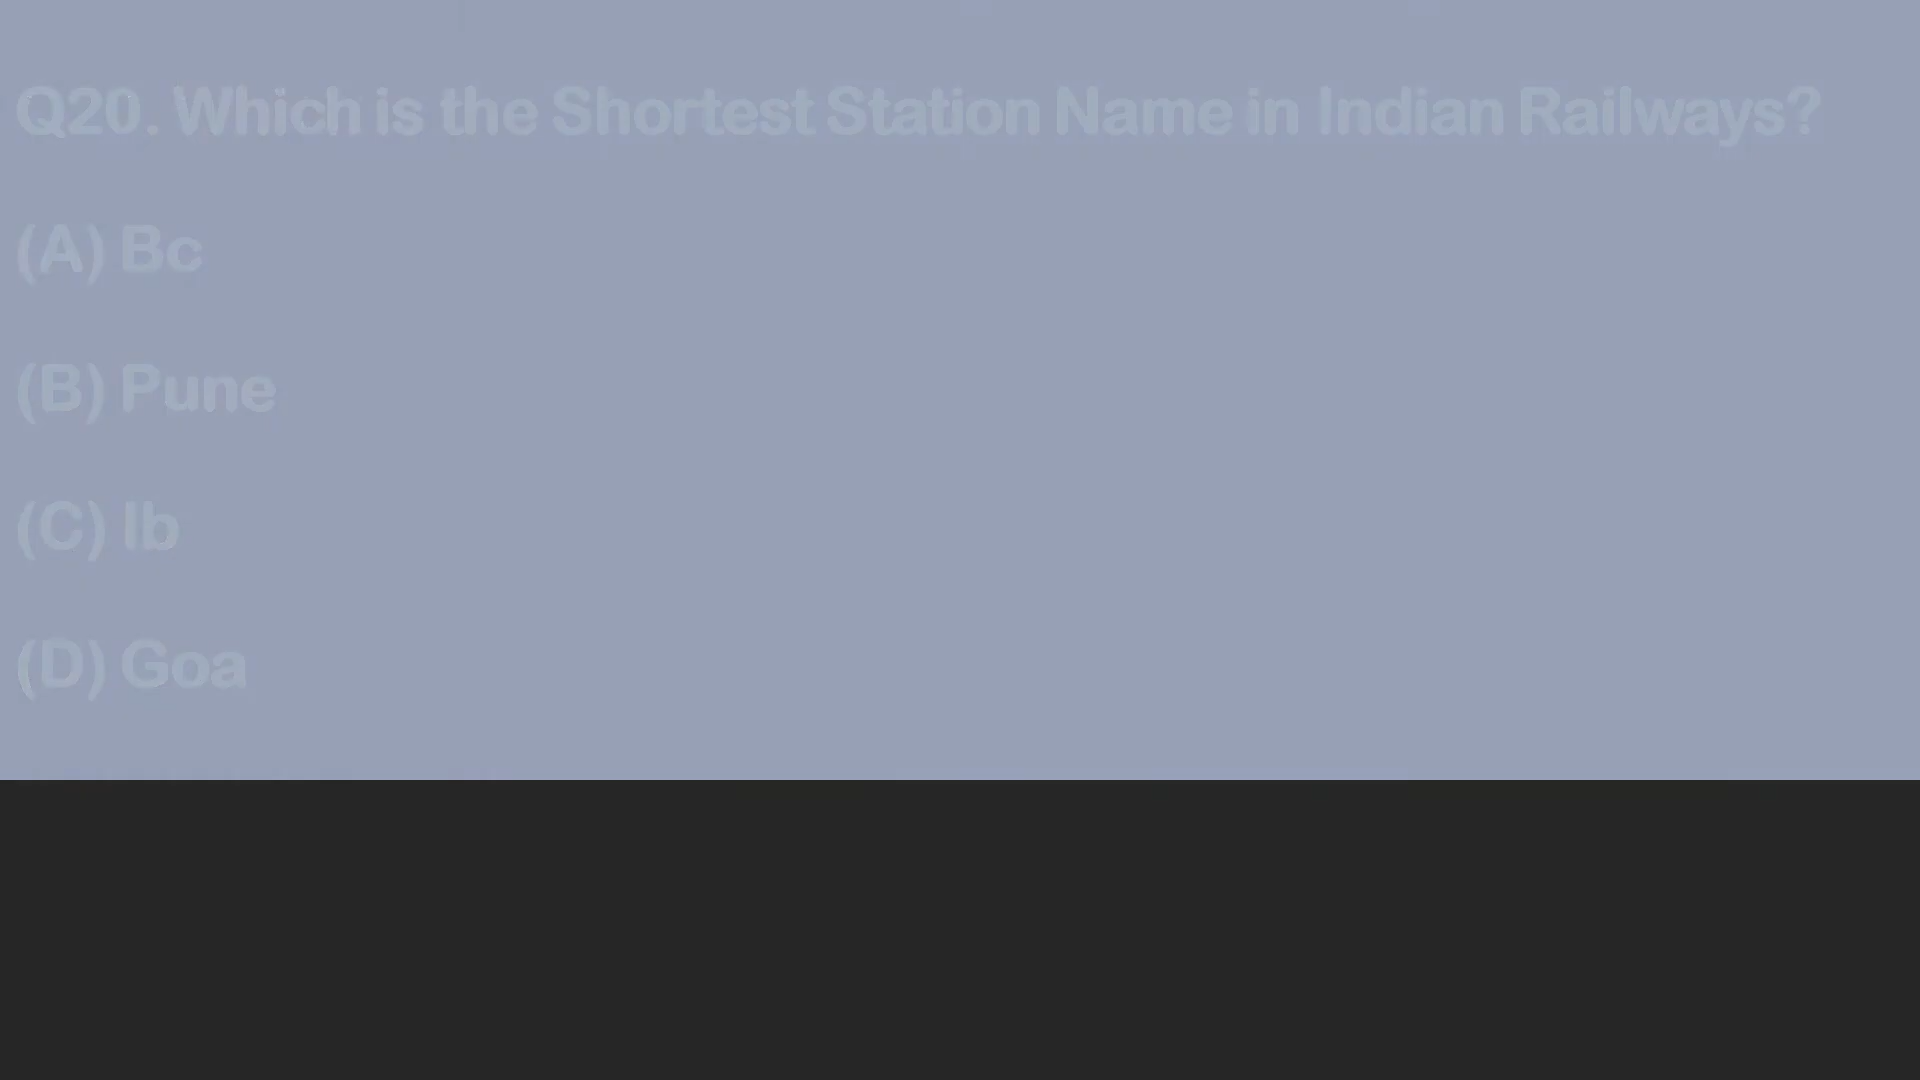 Q20. Which is the Shortest Station Name in Indian Railways?
(A) Bc
(B) Pune
(C) Ib
(D) Goa